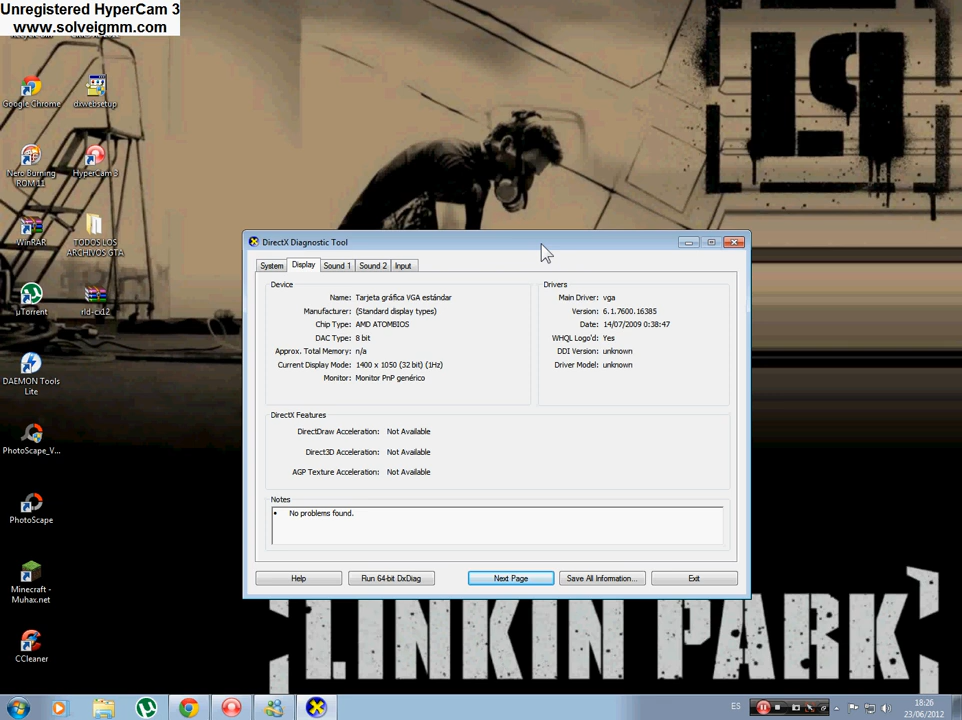 Unregistered HyperCam 3
www.solveigmm.com
Google Chrome
dxwebsetup
Nero Burning
ROM 11
HyperCam 3
WinRAR
TODOS LOS
ARCHIVOS GTA
µTorrent
rld-cx12
DAEMON Tools
Lite
PhotoScape_V...
PhotoScape
Minecraft -
Muhax.net
CCleaner
LP
DirectX Diagnostic Tool
System
Display
Sound 1
Sound 2
Input
Device
Name: Tarjeta gráfica VGA estándar
Manufacturer: (Standard display types)
Chip Type: AMD ATOMBIOS
DAC Type: 8 bit
Approx. Total Memory: n/a
Current Display Mode: 1400 x 1050 (32 bit) (1Hz)
Monitor: Monitor PnP genérico
Drivers
Main Driver: vga
Version: 6.1.7600.16385
Date: 14/07/2009 0:38:47
WHQL Logo'd: Yes
DDI Version: unknown
Driver Model: unknown
DirectX Features
DirectDraw Acceleration: Not Available
Direct3D Acceleration: Not Available
AGP Texture Acceleration: Not Available
Notes
No problems found.
Help
Run 64-bit DxDiag
Next Page
Save All Information...
Exit
[LINKIN PARK]
ES
18:26
23/06/2012